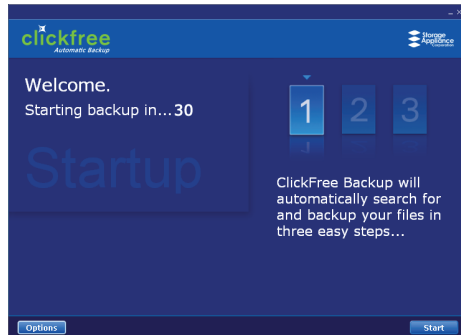 clickfree
Automatic Backup
Storage
Appliance
Corporation
Welcome.
Starting backup in...30
Startup
1 2 3
ClickFree Backup will
automatically search for
and backup your files in
three easy steps...
Options
Start